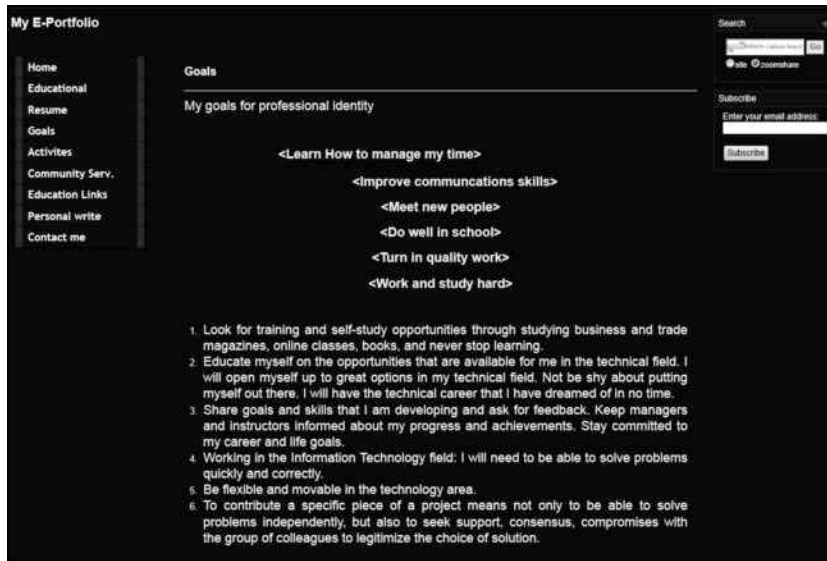 My E-Portfolio
Home
Educational
Resume
Goals
Activites
Community Serv.
Education Links
Personal write
Contact me
Goals
My goals for professional identity
<Learn How to manage my time>
<Improve communcations skills>
<Meet new people>
<Do well in school>
<Turn in quality work>
<Work and study hard>
1. Look for training and self-study opportunities through studying business and trade
magazines, online classes, books, and never stop learning.
2. Educate myself on the opportunities that are available for me in the technical field. I
will open myself up to great options in my technical field. Not be shy about putting
myself out there. I will have the technical career that I have dreamed of in no time.
3. Share goals and skills that I am developing and ask for feedback. Keep managers
and instructors informed about my progress and achievements. Stay committed to
my career and life goals.
4. Working in the Information Technology field: I will need to be able to solve problems
quickly and correctly.
5. Be flexible and movable in the technology area.
6. To contribute a specific piece of a project means not only to be able to solve
problems independently, but also to seek support, consensus, compromises with
the group of colleagues to legitimize the choice of solution.
Search
Go
site zoomshare
Subscribe
Enter your email address:
Subscribe